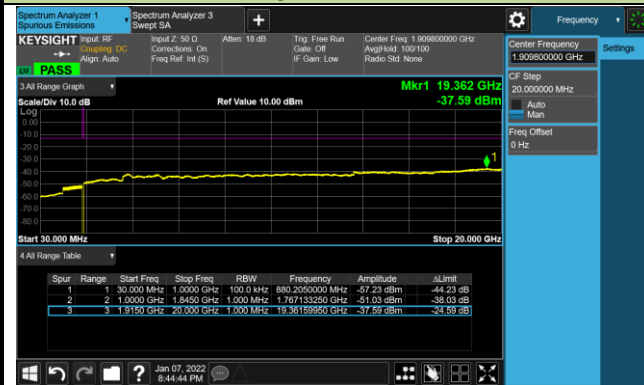 Spectrum Analyzer 1
Spurious Emissions
Spectrum Analyzer 3
Swept SA
Frequency
KEYSIGHT
Input: RF
Coupling: DC
Align: Auto
Input Z: 50 Ω
Corrections: On
Freq Ref: Int (S)
Atten: 18 dB
Trig: Free Run
Gate: Off
IF Gain: Low
Center Freq: 1.909800000 GHz
Avg|Hold: 100/100
Radio Std: None
PASS
Center Frequency
1.909800000 GHz
Settings
CF Step
20.000000 MHz
Auto
Man
Freq Offset
0 Hz
3 All Range Graph
Mkr1 19.362 GHz
-37.59 dBm
Scale/Div 10.0 dB
Ref Value 10.00 dBm
Log
0.00
-10.0
-20.0
-30.0
-40.0
-50.0
-60.0
-70.0
-80.0
1
Start 30.000 MHz
Stop 20.000 GHz
4 All Range Table
Spur Range Start Freq Stop Freq RBW Frequency Amplitude ΔLimit
1 1 30.000 MHz 1.0000 GHz 100.0 kHz 880.2050000 MHz -57.23 dBm -44.23 dB
2 2 1.0000 GHz 1.8450 GHz 1.000 MHz 1.767133250 GHz -51.03 dBm -38.03 dB
3 3 1.9150 GHz 20.000 GHz 1.000 MHz 19.36159950 GHz -37.59 dBm -24.59 dB
Jan 07, 2022
8:44:44 PM